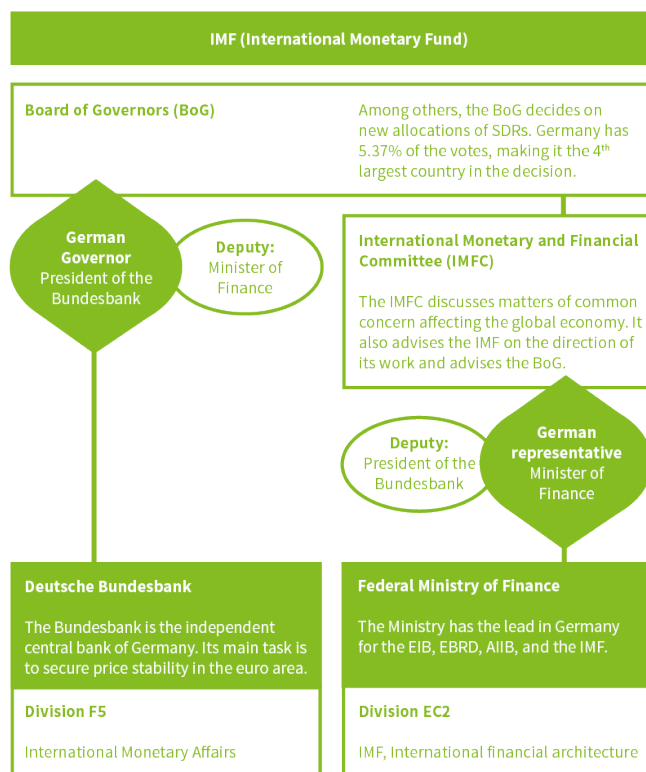 IMF (International Monetary Fund)
Board of Governors (BoG)
Among others, the BoG decides on
new allocations of SDRs. Germany has
5.37% of the votes, making it the 4th
largest country in the decision.
German
Governor
President of the
Bundesbank
Deputy:
Minister of
Finance
International Monetary and Financial
Committee (IMFC)
The IMFC discusses matters of common
concern affecting the global economy. It
also advises the IMF on the direction of
its work and advises the BoG.
Deputy:
President of the
Bundesbank
German
representative
Minister of
Finance
Deutsche Bundesbank
The Bundesbank is the independent
central bank of Germany. Its main task is
to secure price stability in the euro area.
Division F5
International Monetary Affairs
Federal Ministry of Finance
The Ministry has the lead in Germany
for the EIB, EBRD, AIIB, and the IMF.
Division EC2
IMF, International financial architecture